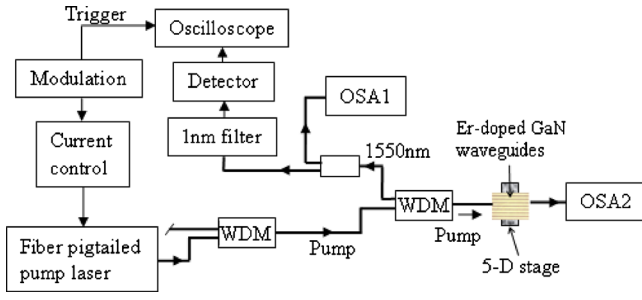 Trigger
Oscilloscope
Modulation
Detector
OSA1
Current
control
1nm filter
1550nm
Er-doped GaN
waveguides
WDM
OSA2
Pump
WDM
Pump
Fiber pigtailed
pump laser
5-D stage